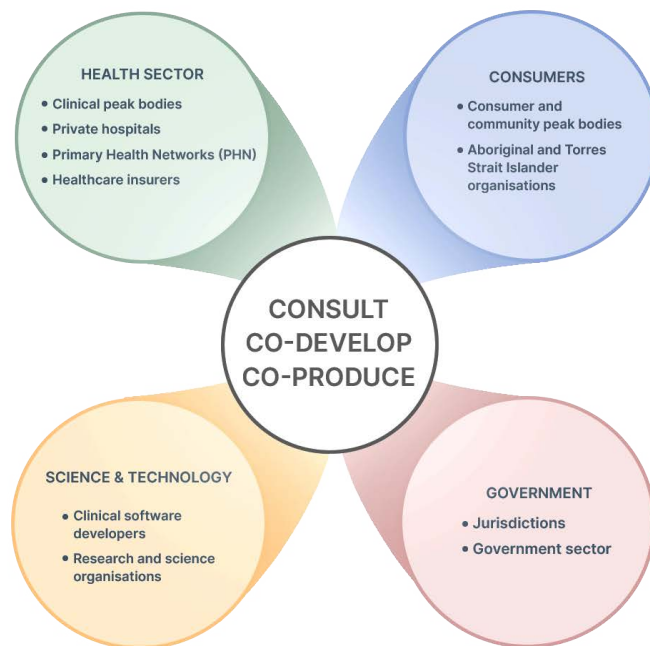 HEALTH SECTOR
• Clinical peak bodies
• Private hospitals
• Primary Health Networks (PHN)
• Healthcare insurers
CONSUMERS
• Consumer and
community peak bodies
• Aboriginal and Torres
Strait Islander
organisations
CONSULT
CO-DEVELOP
CO-PRODUCE
SCIENCE & TECHNOLOGY
• Clinical software
developers
• Research and science
organisations
GOVERNMENT
• Jurisdictions
• Government sector